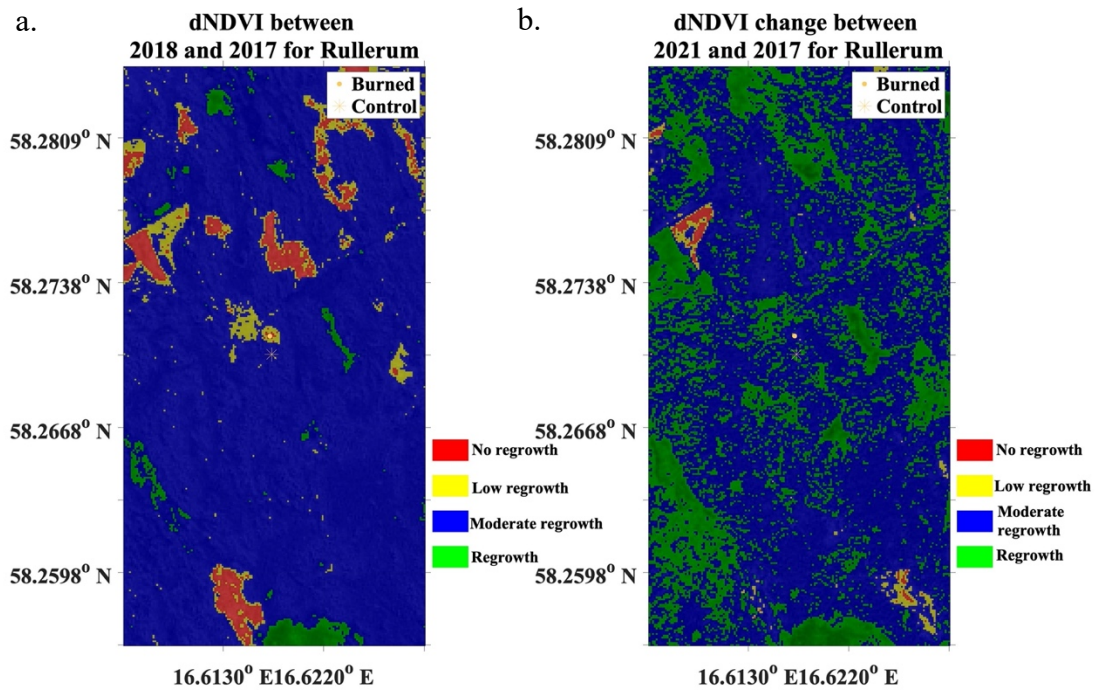 a.
dNDVI between
2018 and 2017 for Rullerum
Burned
Control
58.2809° N
58.2738° N
58.2668° N
58.2598° N
16.6130° E16.6220° E
No regrowth
Low regrowth
Moderate regrowth
Regrowth
b.
dNDVI change between
2021 and 2017 for Rullerum
Burned
Control
58.2809° N
58.2738° N
58.2668° N
58.2598° N
16.6130° E16.6220° E
No regrowth
Low regrowth
Moderate
regrowth
Regrowth